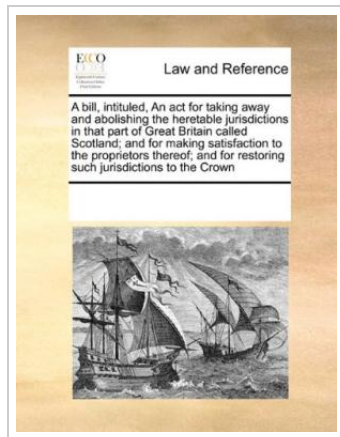 ECCO
Law and Reference
A bill, intituled, An act for taking away
and abolishing the heretable jurisdictions
in that part of Great Britain called
Scotland; and for making satisfaction to
the proprietors thereof; and for restoring
such jurisdictions to the Crown